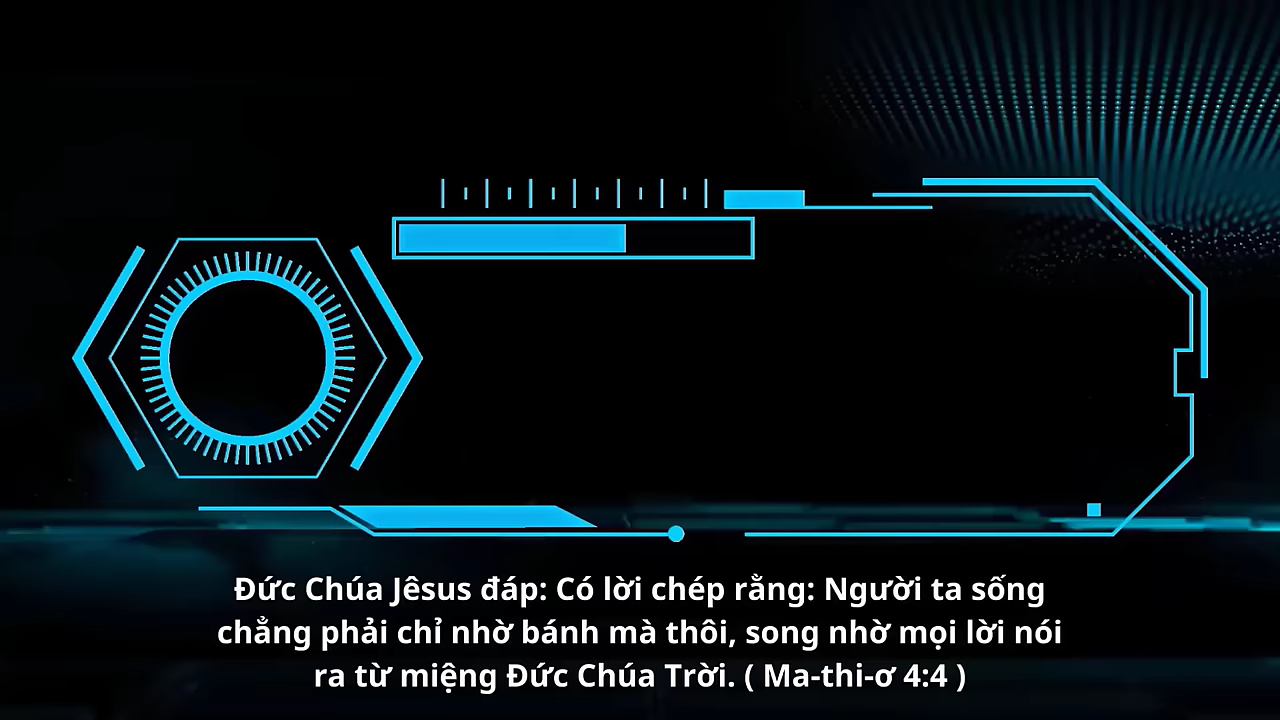 Đức Chúa Jêsus đáp: Có lời chép rằng: Người ta sống
chẳng phải chỉ nhờ bánh mà thôi, song nhờ mọi lời nói
ra từ miệng Đức Chúa Trời. ( Ma-thi-ơ 4:4 )